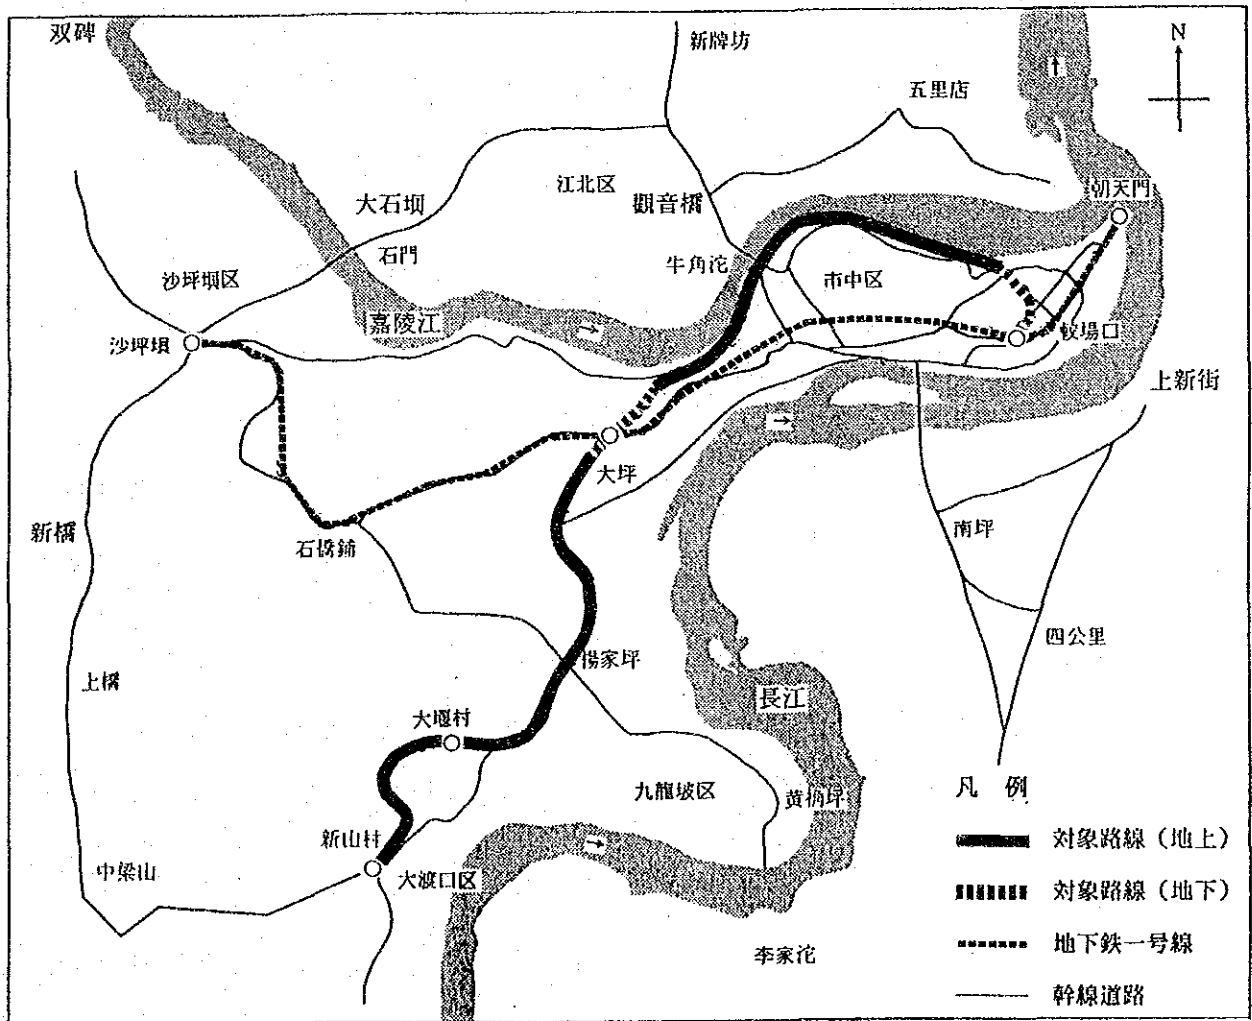 双碑
新牌坊
N
五里店
朝天門
江北区
大石坝
觀音橋
石門
牛角沱
沙坪坝区
市中区
嘉陵江
→
較場口
沙坪垻
上新街
→
大坪
新橋
石橋鋪
南坪
楊家坪
四公里
上橋
長江
大堰村
九龍坡区
黄桷坪
凡 例
新山村
対象路線（地上）
→
中梁山
大渡口区
対象路線（地下）
地下鉄一号線
李家沱
幹線道路